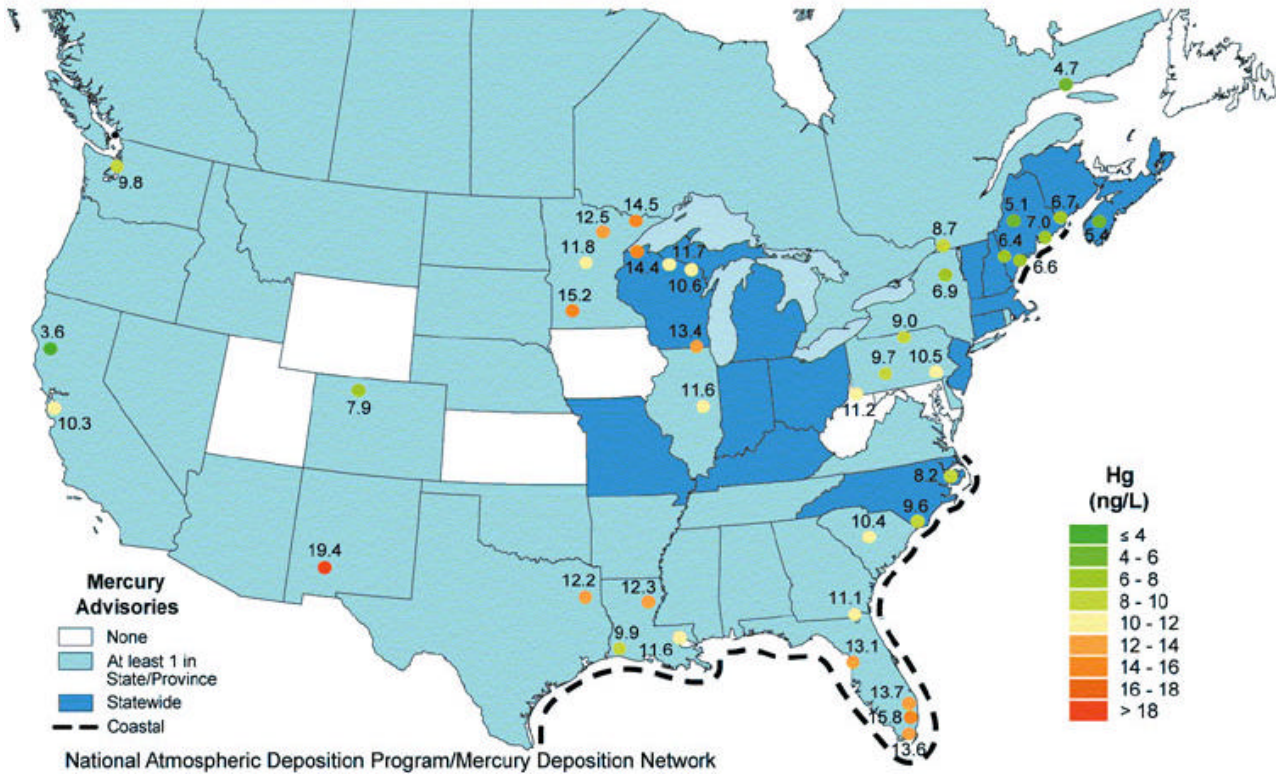 4.7
9.8
14.5
12.5
11.8
14.4
11.7
10.6
15.2
13.4
11.6
8.7
6.9
5.1
6.7
7.0
6.4
5.4
6.6
9.0
9.7
10.5
11.2
3.6
10.3
7.9
8.2
9.6
10.4
19.4
12.2
12.3
9.9
11.6
11.1
13.1
13.7
15.8
13.6
Mercury
Advisories
None
At least 1 in
State/Province
Statewide
Coastal
Hg
(ng/L)
≤ 4
4 - 6
6 - 8
8 - 10
10 - 12
12 - 14
14 - 16
16 - 18
> 18
National Atmospheric Deposition Program/Mercury Deposition Network